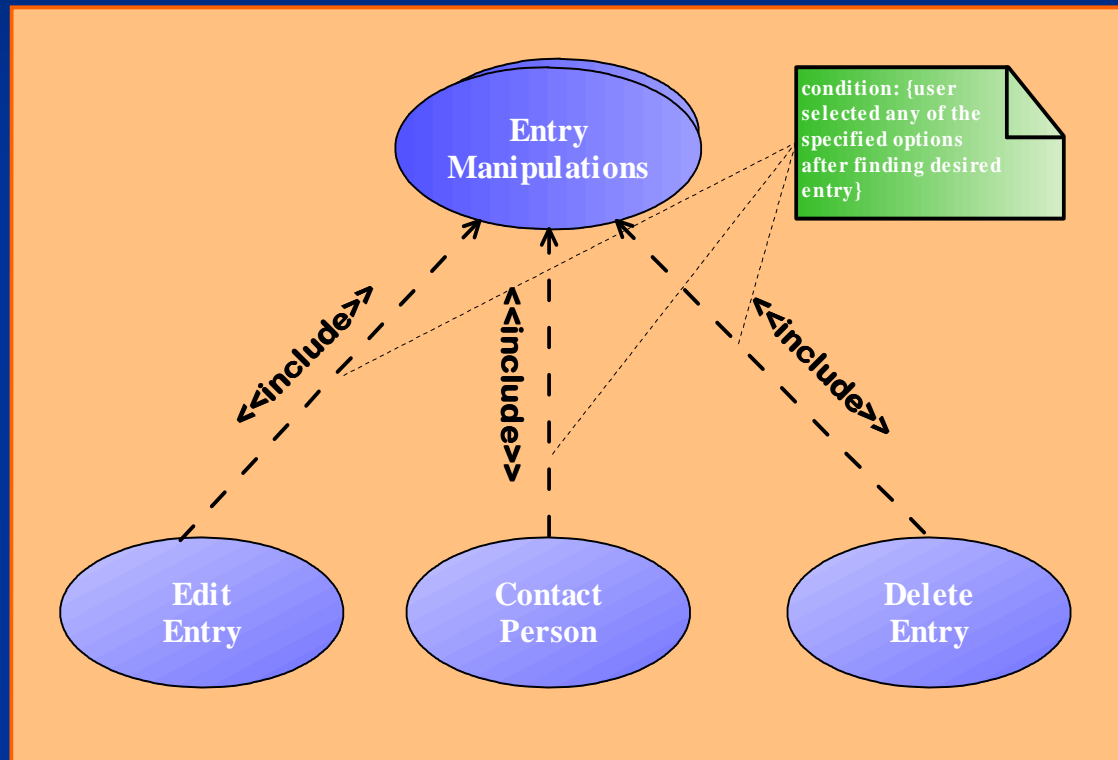 Entry
Manipulations
condition: {user
selected any of the
specified options
after finding desired
entry}
<<include>>
<<include>>
<<include>>
Edit
Entry
Contact
Person
Delete
Entry